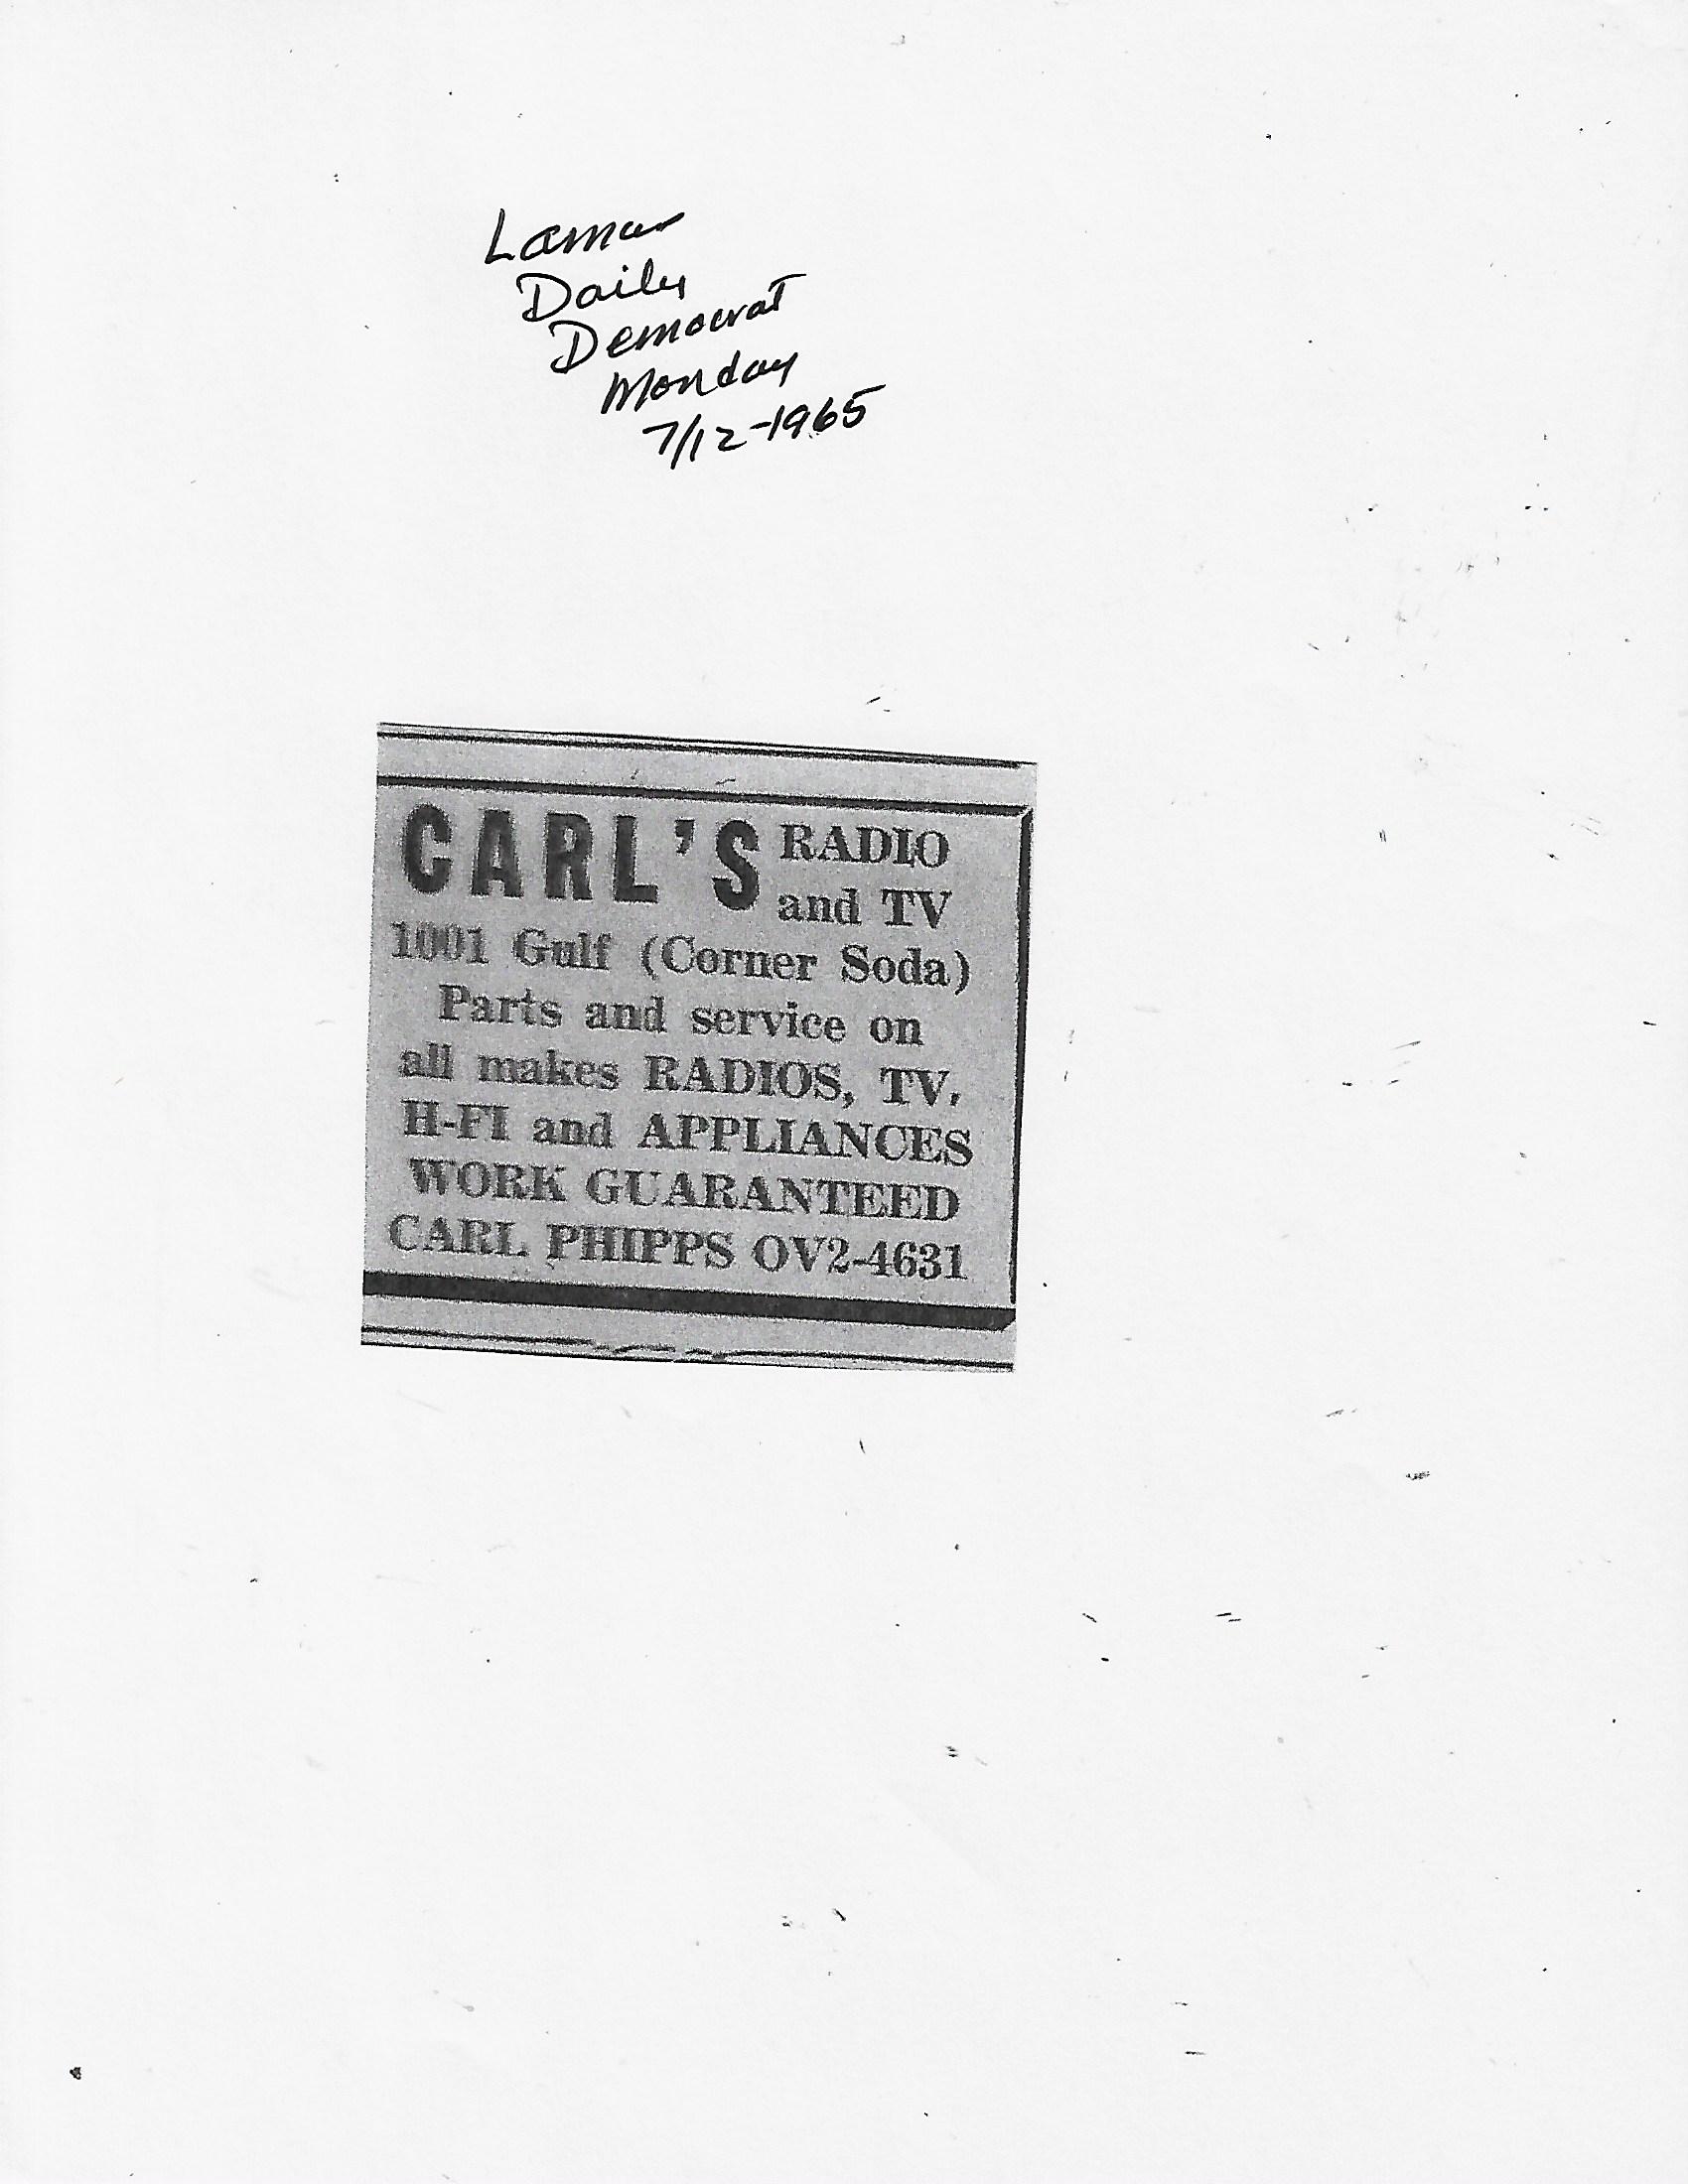 Lamar
Daily
Democrat
Monday
7/12-1965
CARL'S RADIO
and TV
1001 Gulf (Corner Soda)
Parts and service on
all makes RADIOS, TV,
H-FI and APPLIANCES
WORK GUARANTEED
CARL PHIPPS OV2-4631